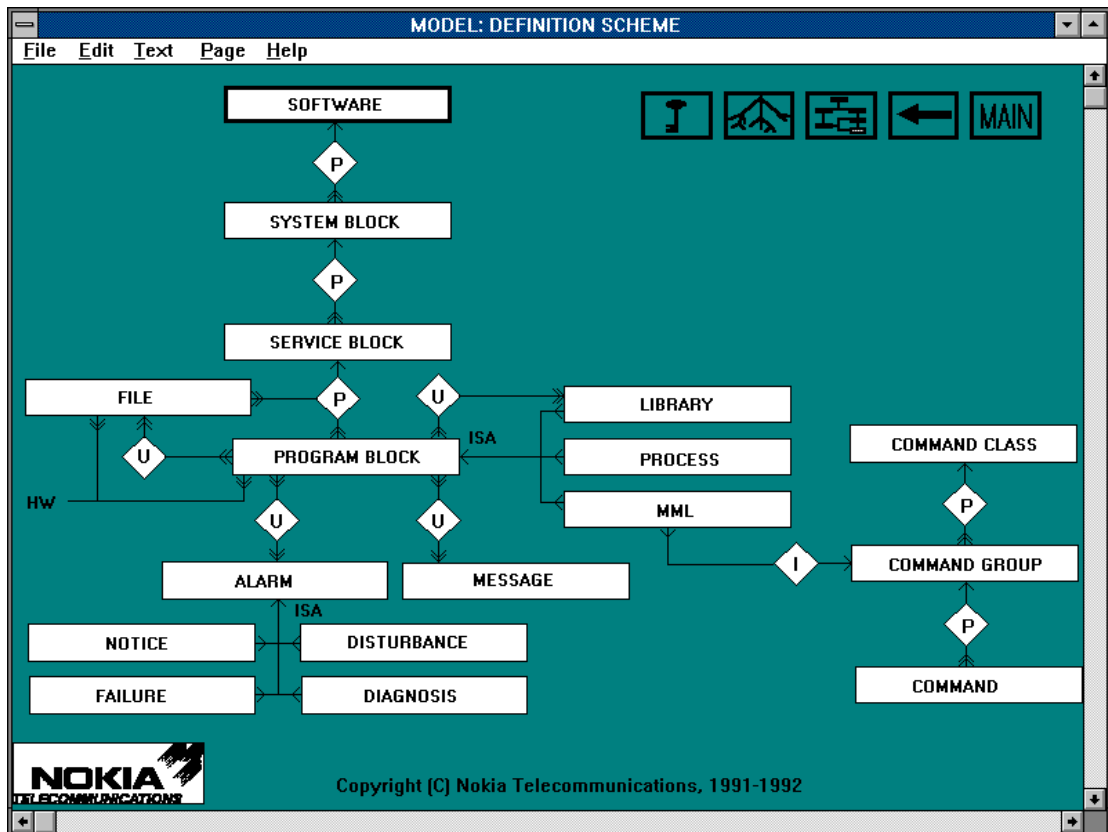 MODEL: DEFINITION SCHEME
File Edit Text Page Help
SOFTWARE
MAIN
P
SYSTEM BLOCK
P
SERVICE BLOCK
FILE
P
U
LIBRARY
U
PROGRAM BLOCK
ISA
PROCESS
COMMAND CLASS
HW
MML
P
U
U
I
COMMAND GROUP
ALARM
MESSAGE
ISA
P
NOTICE
DISTURBANCE
FAILURE
DIAGNOSIS
COMMAND
NOKIA
TELECOMMUNICATIONS
Copyright (C) Nokia Telecommunications, 1991-1992